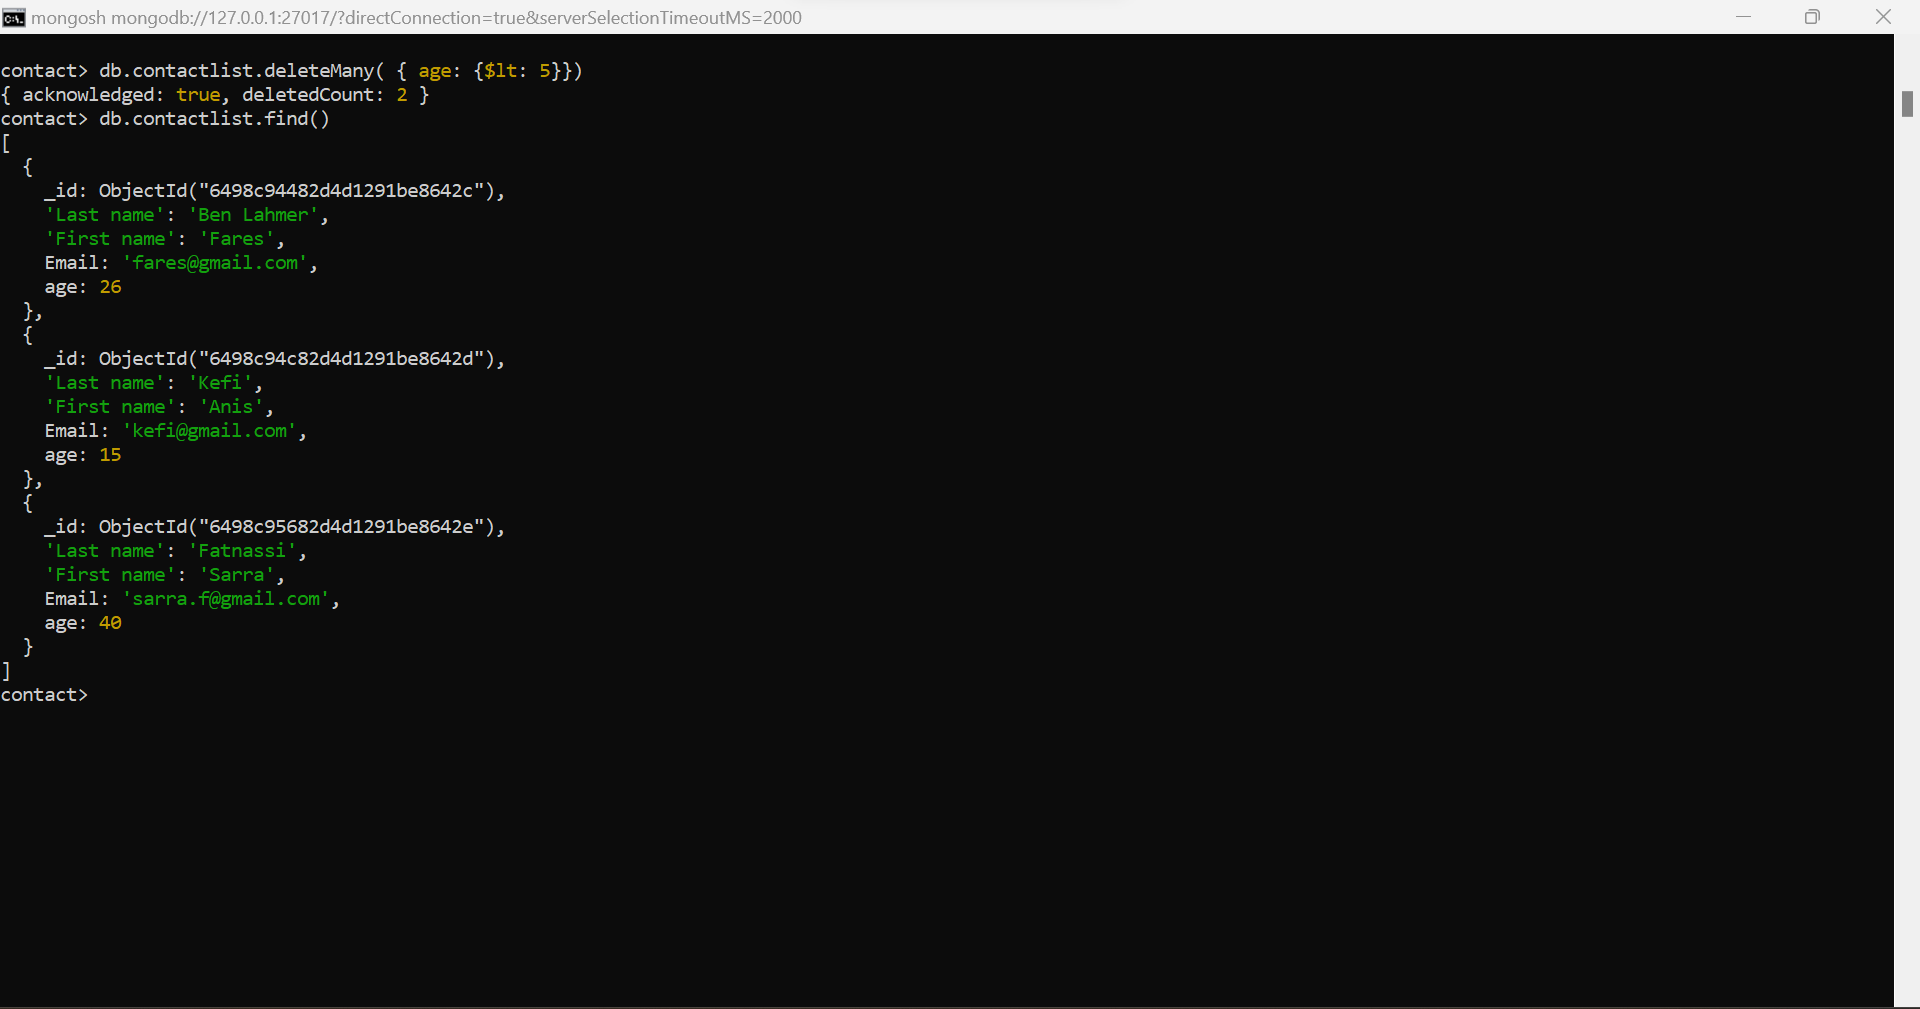 mongosh mongodb://127.0.0.1:27017/?directConnection=true&serverSelectionTimeoutMS=2000
contact> db.contactlist.deleteMany( { age: {$lt: 5}})
{ acknowledged: true, deletedCount: 2 }
contact> db.contactlist.find()
[
  {
    _id: ObjectId("6498c94482d4d1291be8642c"),
    'Last name': 'Ben Lahmer',
    'First name': 'Fares',
    Email: 'fares@gmail.com',
    age: 26
  },
  {
    _id: ObjectId("6498c94c82d4d1291be8642d"),
    'Last name': 'Kefi',
    'First name': 'Anis',
    Email: 'kefi@gmail.com',
    age: 15
  },
  {
    _id: ObjectId("6498c95682d4d1291be8642e"),
    'Last name': 'Fatnassi',
    'First name': 'Sarra',
    Email: 'sarra.f@gmail.com',
    age: 40
  }
]
contact>